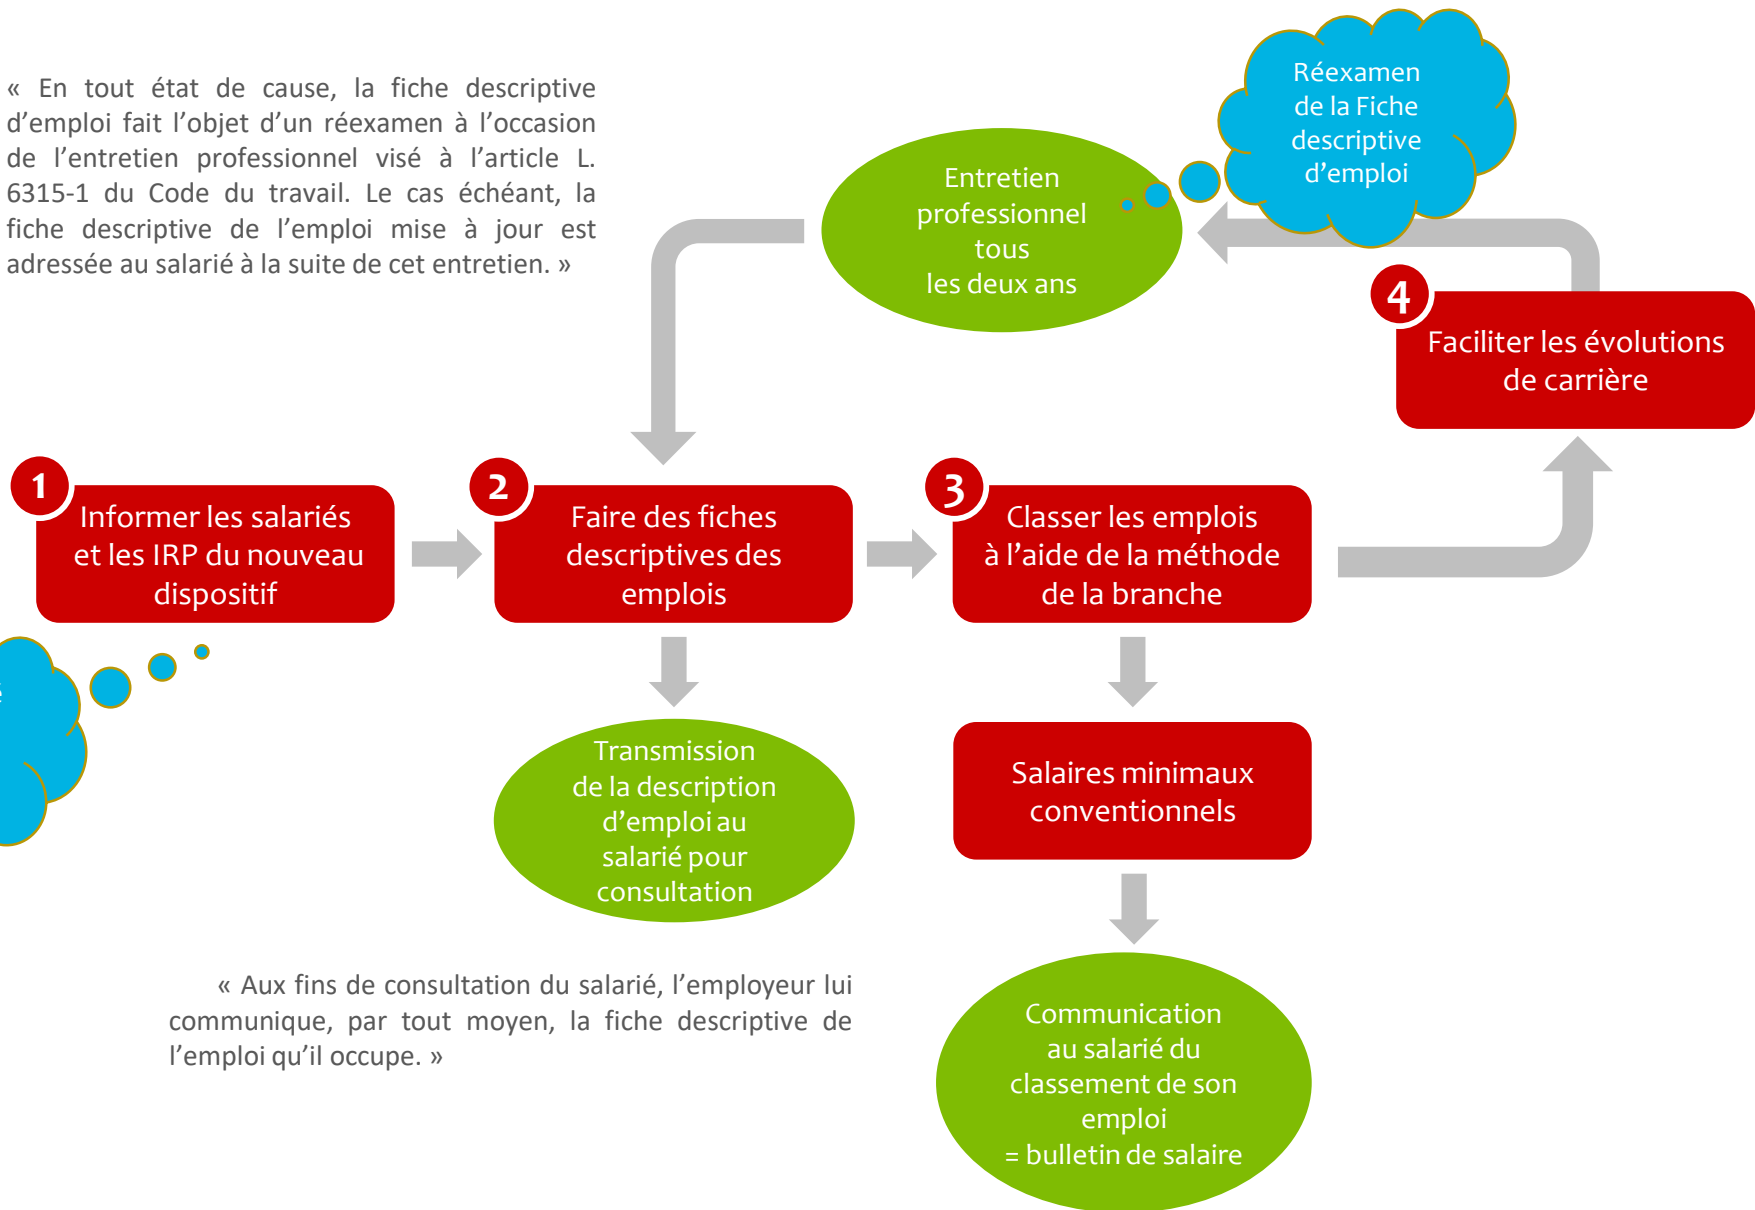 « En tout état de cause, la fiche descriptive
d’emploi fait l’objet d’un réexamen à l’occasion
de l’entretien professionnel visé à l’article L.
6315-1 du Code du travail. Le cas échéant, la
fiche descriptive de l’emploi mise à jour est
adressée au salarié à la suite de cet entretien. »
Réexamen
de la Fiche
descriptive
d’emploi
Entretien
professionnel
tous
les deux ans
4
Faciliter les évolutions
de carrière
1
Informer les salariés
et les IRP du nouveau
dispositif
2
Faire des fiches
descriptives des
emplois
3
Classer les emplois
à l’aide de la méthode
de la branche
Transmission
de la description
d’emploi au
salarié pour
consultation
Salaires minimaux
conventionnels
« Aux fins de consultation du salarié, l’employeur lui
communique, par tout moyen, la fiche descriptive de
l’emploi qu’il occupe. »
Communication
au salarié du
classement de son
emploi
= bulletin de salaire